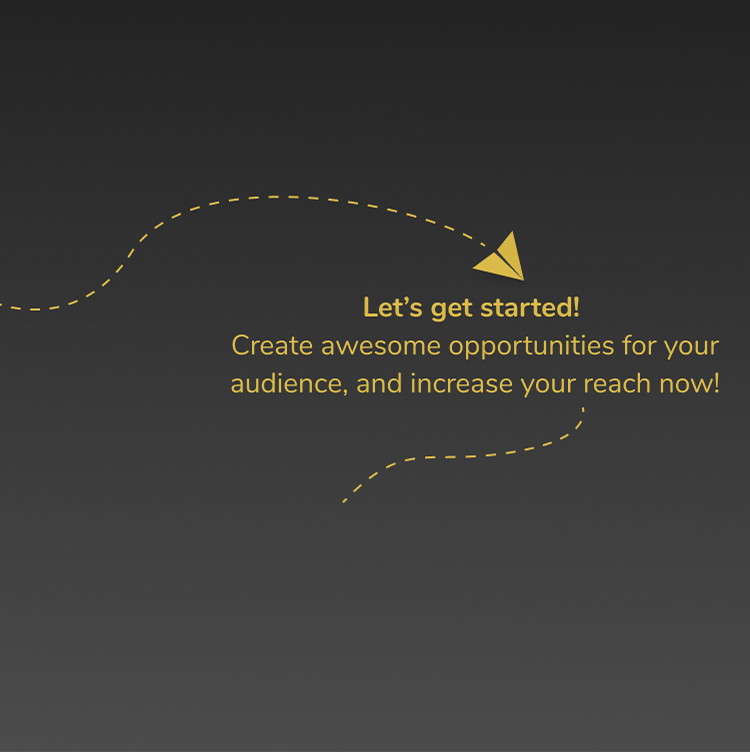 Let’s get started!
Create awesome opportunities for your
audience, and increase your reach now!